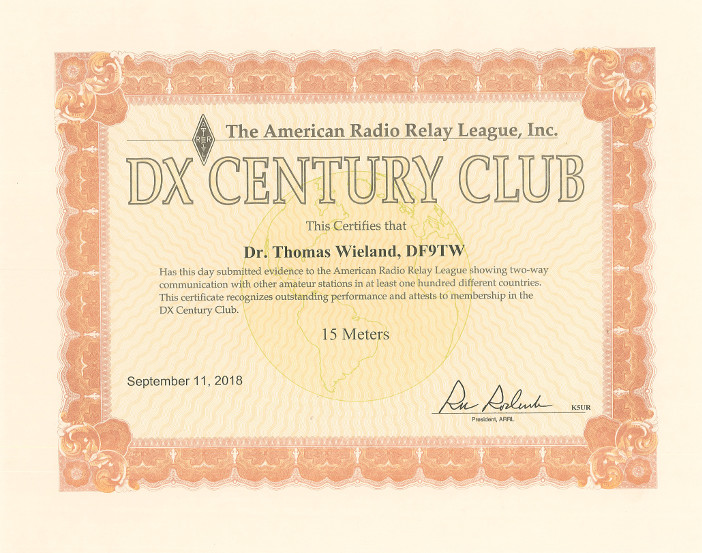 The American Radio Relay League, Inc.
A
R R
L
DX CENTURY CLUB
This Certifies that
Dr. Thomas Wieland, DF9TW
Has this day submitted evidence to the American Radio Relay League showing two-way
communication with other amateur stations in at least one hundred different countries.
This certificate recognizes outstanding performance and attests to membership in the
DX Century Club.
15 Meters
September 11, 2018
K5UR
President, ARRL